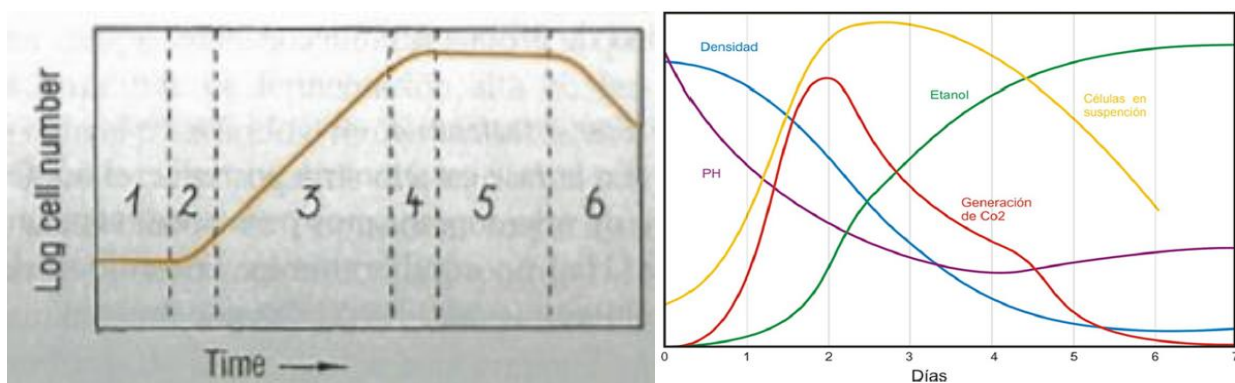 Log cell number
1 2 3 4 5 6
Time
Densidad
PH
Etanol
Células en
suspención
Generación
de Co2
0 1 2 3 4 5 6 7
Días